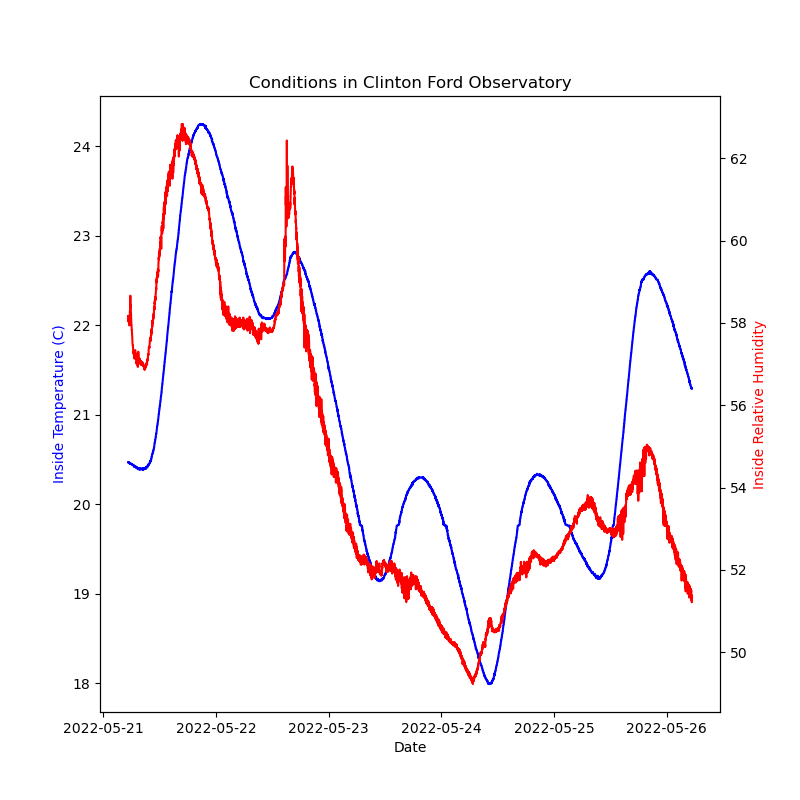 Conditions in Clinton Ford Observatory
24
23
22
21
20
19
18
Inside Temperature (C)
62
60
58
56
54
52
50
Inside Relative Humidity
2022-05-21 2022-05-22 2022-05-23 2022-05-24 2022-05-25 2022-05-26
Date